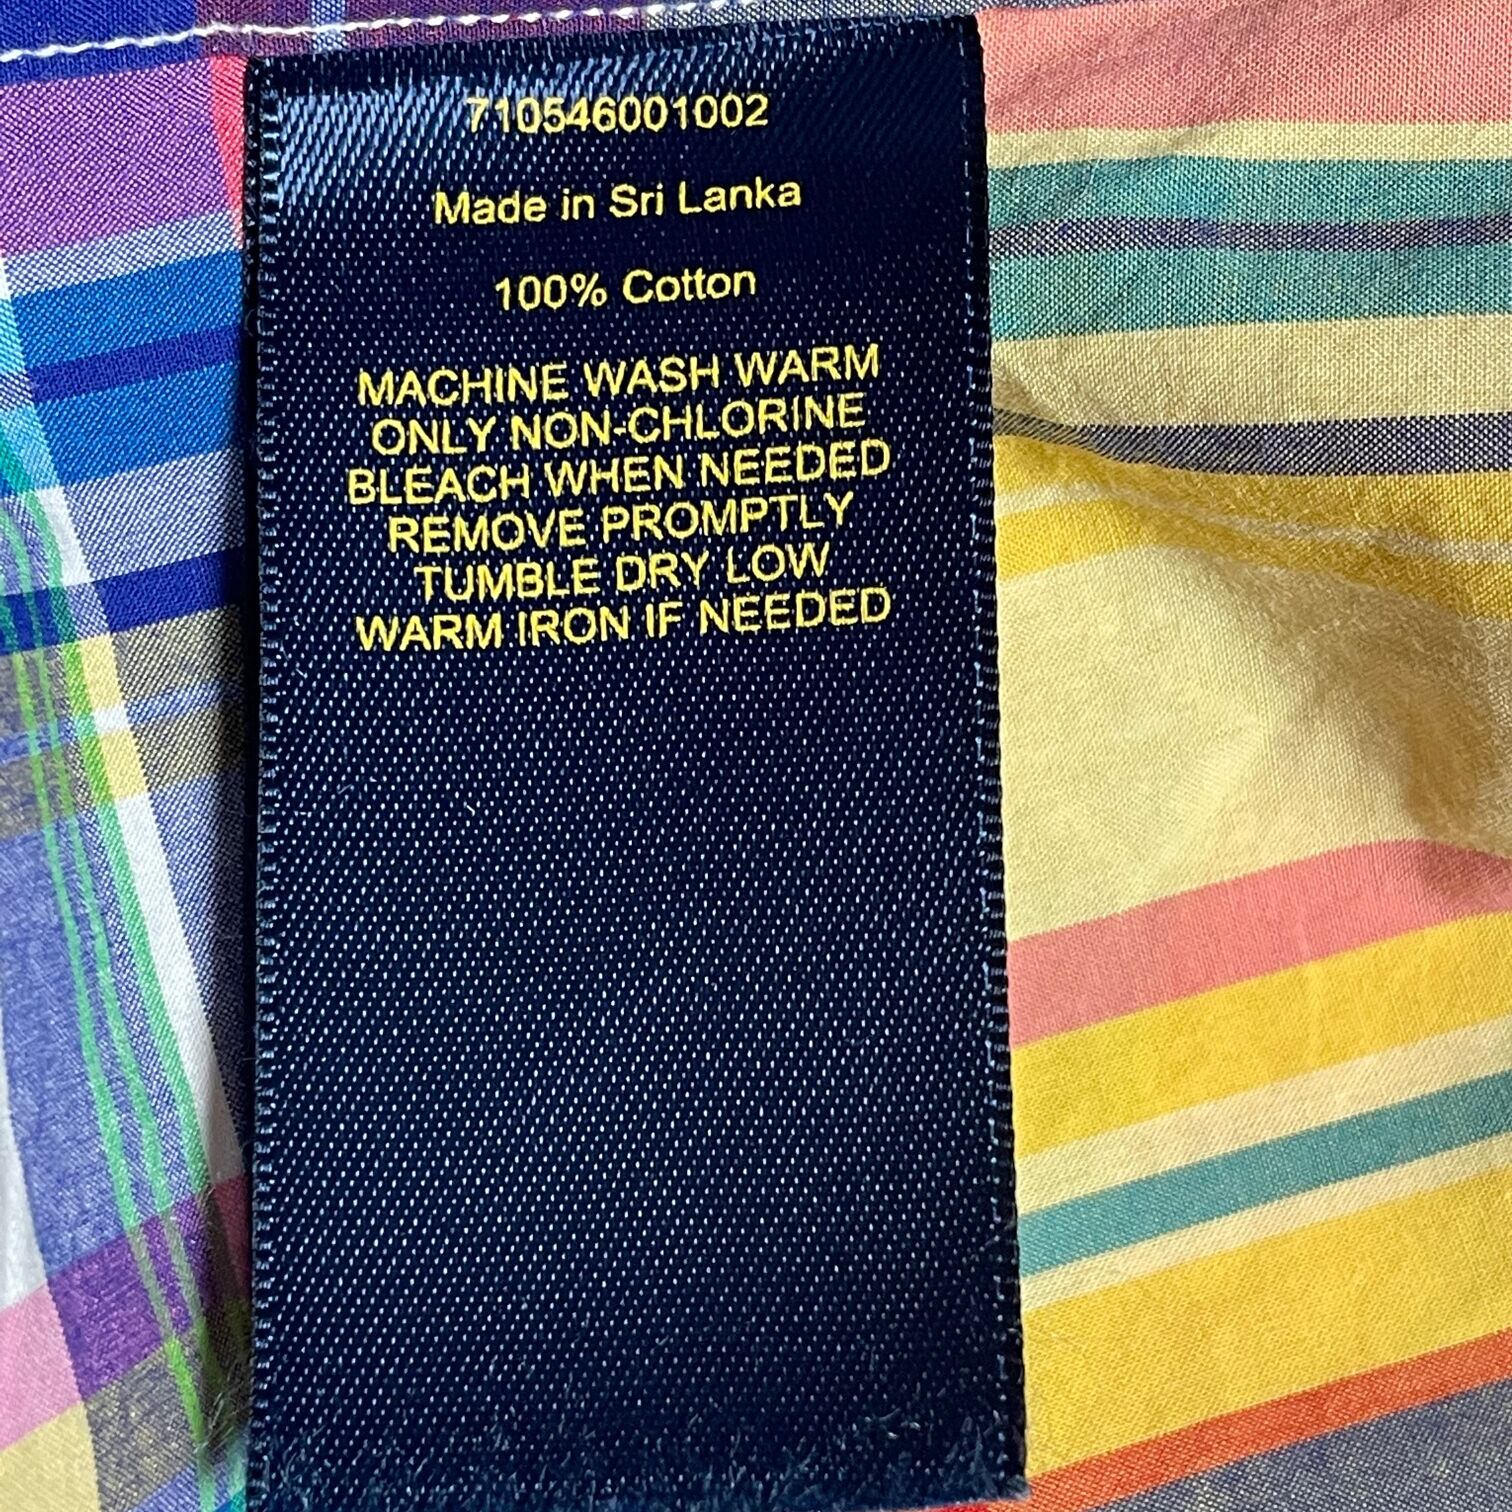 710546001002
Made in Sri Lanka
100% Cotton
MACHINE WASH WARM
ONLY NON-CHLORINE
BLEACH WHEN NEEDED
REMOVE PROMPTLY
TUMBLE DRY LOW
WARM IRON IF NEEDED